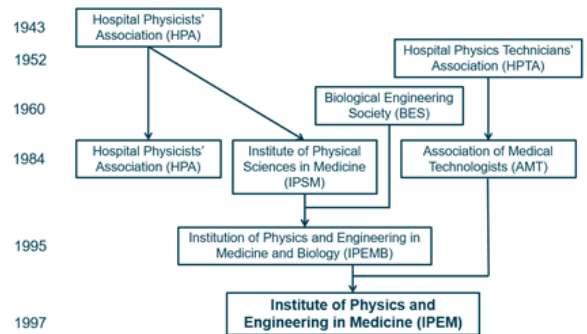 1943
Hospital Physicists'
Association (HPA)
1952
Hospital Physics Technicians'
Association (HPTA)
1960
Biological Engineering
Society (BES)
1984
Hospital Physicists'
Association (HPA)
Institute of Physical
Sciences in Medicine
(IPSM)
Association of Medical
Technologists (AMT)
1995
Institution of Physics and Engineering in
Medicine and Biology (IPEMB)
1997
Institute of Physics and
Engineering in Medicine (IPEM)